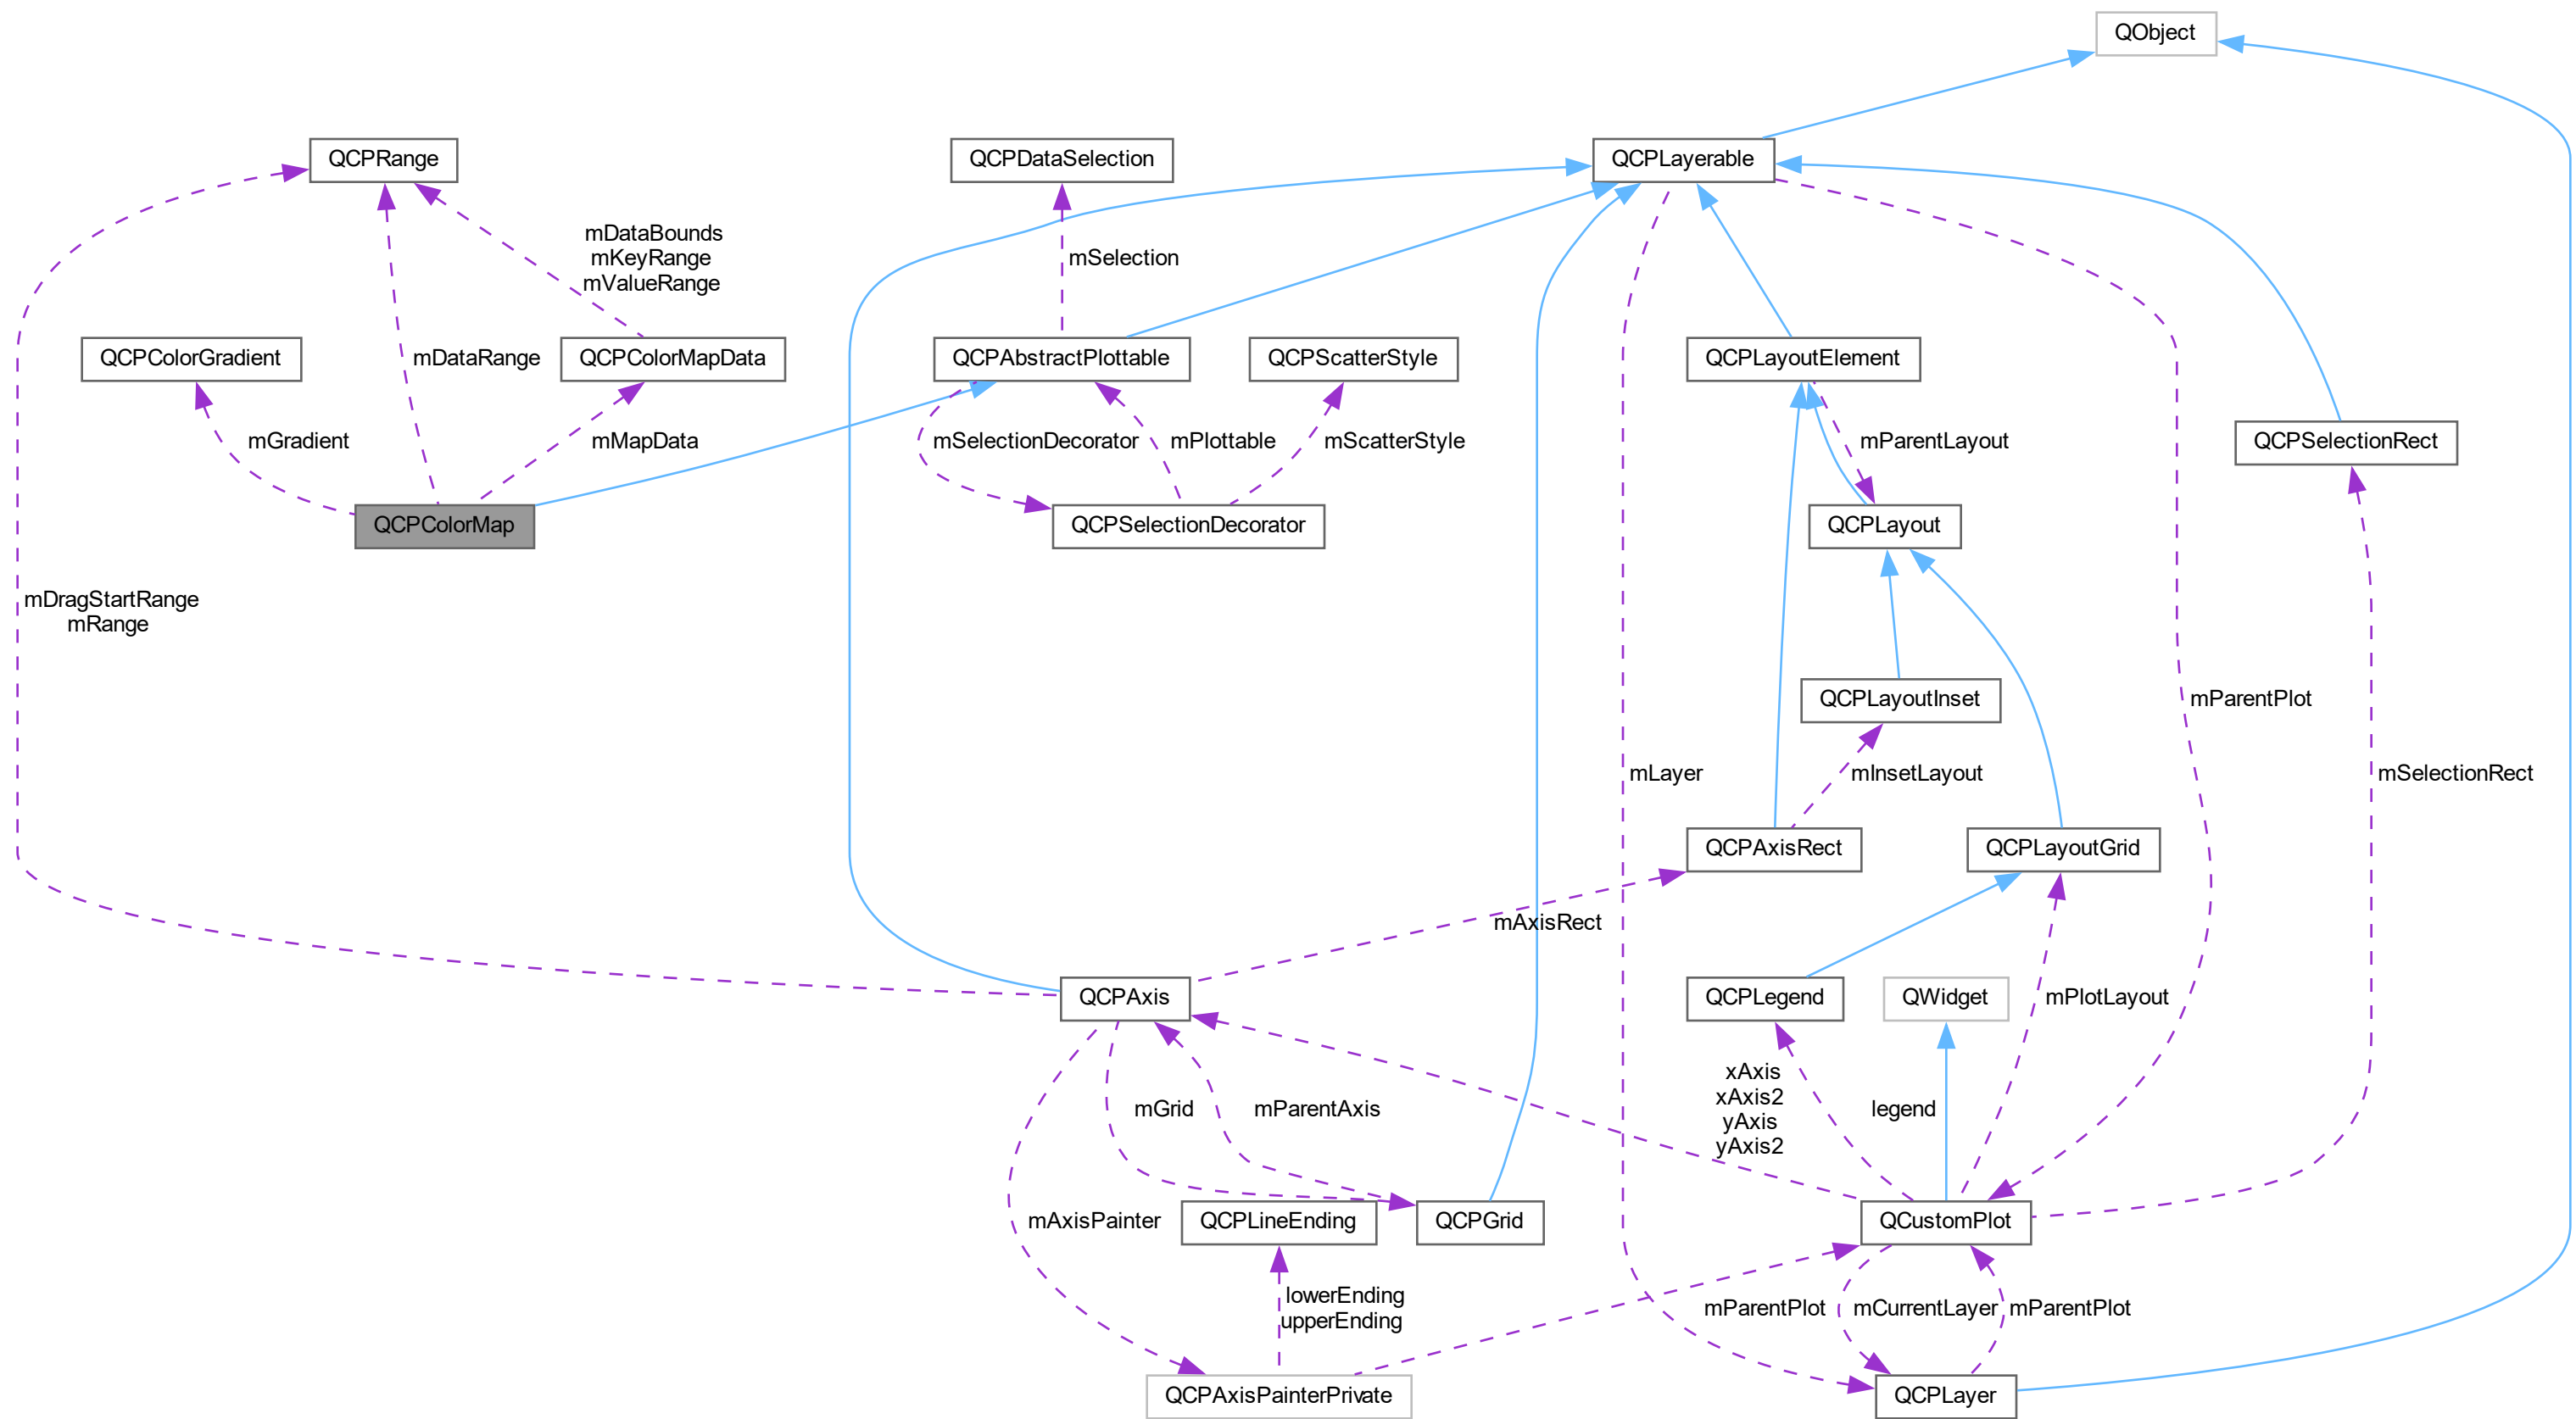 QObject
QCPRange
QCPDataSelection
QCPLayerable
mDataBounds
mKeyRange
mValueRange
mSelection
QCPColorGradient
mDataRange
QCPColorMapData
QCPAbstractPlottable
QCPScatterStyle
QCPLayoutElement
mGradient
mMapData
mSelectionDecorator
mPlottable
mScatterStyle
mParentLayout
QCPSelectionRect
QCPColorMap
QCPSelectionDecorator
QCPLayout
mDragStartRange
mRange
QCPLayoutInset
mParentPlot
mLayer
mInsetLayout
mSelectionRect
QCPAxisRect
QCPLayoutGrid
mAxisRect
QCPAxis
QCPLegend
QWidget
mPlotLayout
xAxis
xAxis2
yAxis
yAxis2
mGrid
mParentAxis
legend
mAxisPainter
QCPLineEnding
QCPGrid
QCustomPlot
lowerEnding
upperEnding
mParentPlot
mCurrentLayer
mParentPlot
QCPAxisPainterPrivate
QCPLayer